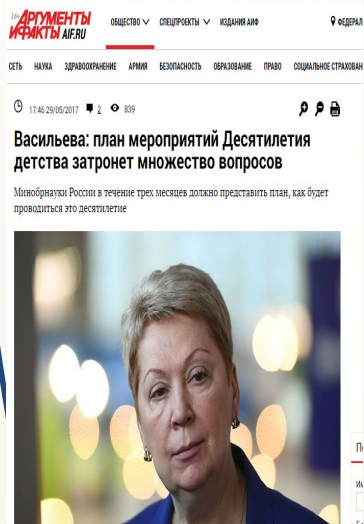 16+
АРГУМЕНТЫ
И ФАКТЫ AIF.RU
ОБЩЕСТВО СПЕЦПРОЕКТЫ ИЗДАНИЯ АИФ ФЕДЕРАЛ
СЕТЬ НАУКА ЗДРАВООХРАНЕНИЕ АРМИЯ БЕЗОПАСНОСТЬ ОБРАЗОВАНИЕ ПРАВО СОЦИАЛЬНОЕ СТРАХОВАН
17:46 29/05/2017 2 839
Васильева: план мероприятий Десятилетия
детства затронет множество вопросов
Минобрнауки России в течение трех месяцев должно представить план, как будет
проводиться это десятилетие